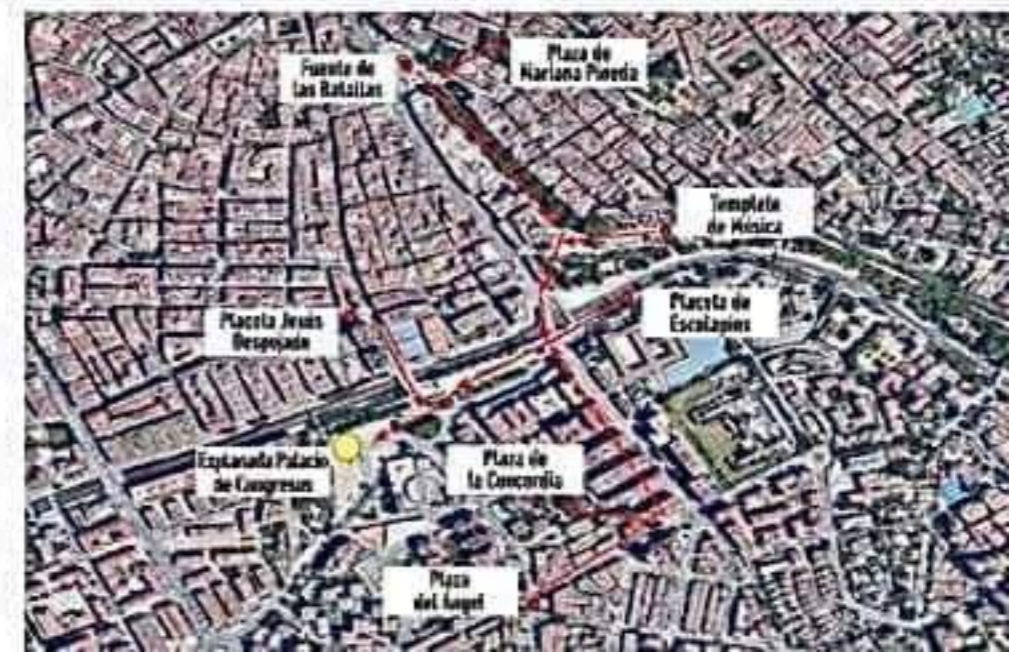 Fuente de
las Batallas
Plaza de
Mariana Pineda
Templete
de Música
Placeta de
Escolapios
Placeta Jesús
Despojado
Explanada Palacio
de Congresos
Plaza de
la Concordia
Plaza
del Ángel